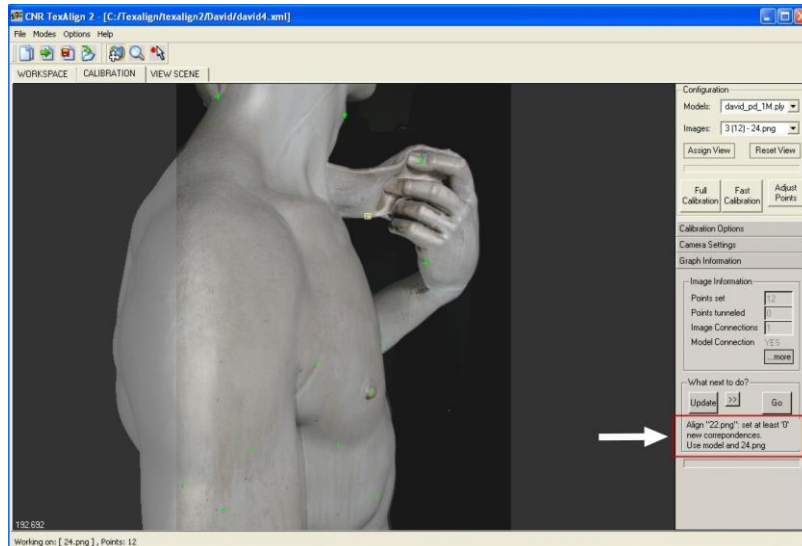 CNR TexAlign 2 - [C:/Texalign/texalign2/David/david4.xml]
File Modes Options Help
WORKSPACE CALIBRATION VIEW SCENE
Configuration
Models: david_pd_1M.ply
Images: 3 (12) - 24.png
Assign View Reset View
Full Calibration Fast Calibration Adjust Points
Calibration Options
Camera Settings
Graph Information
Image Information
Points set 12
Points tunneled 0
Image Connections 1
Model Connection YES
...more
What next to do?
Update >> Go
Align "22.png": set at least '0'
new correpondences.
Use model and 24.png
192.692
Working on: [ 24.png ] , Points: 12